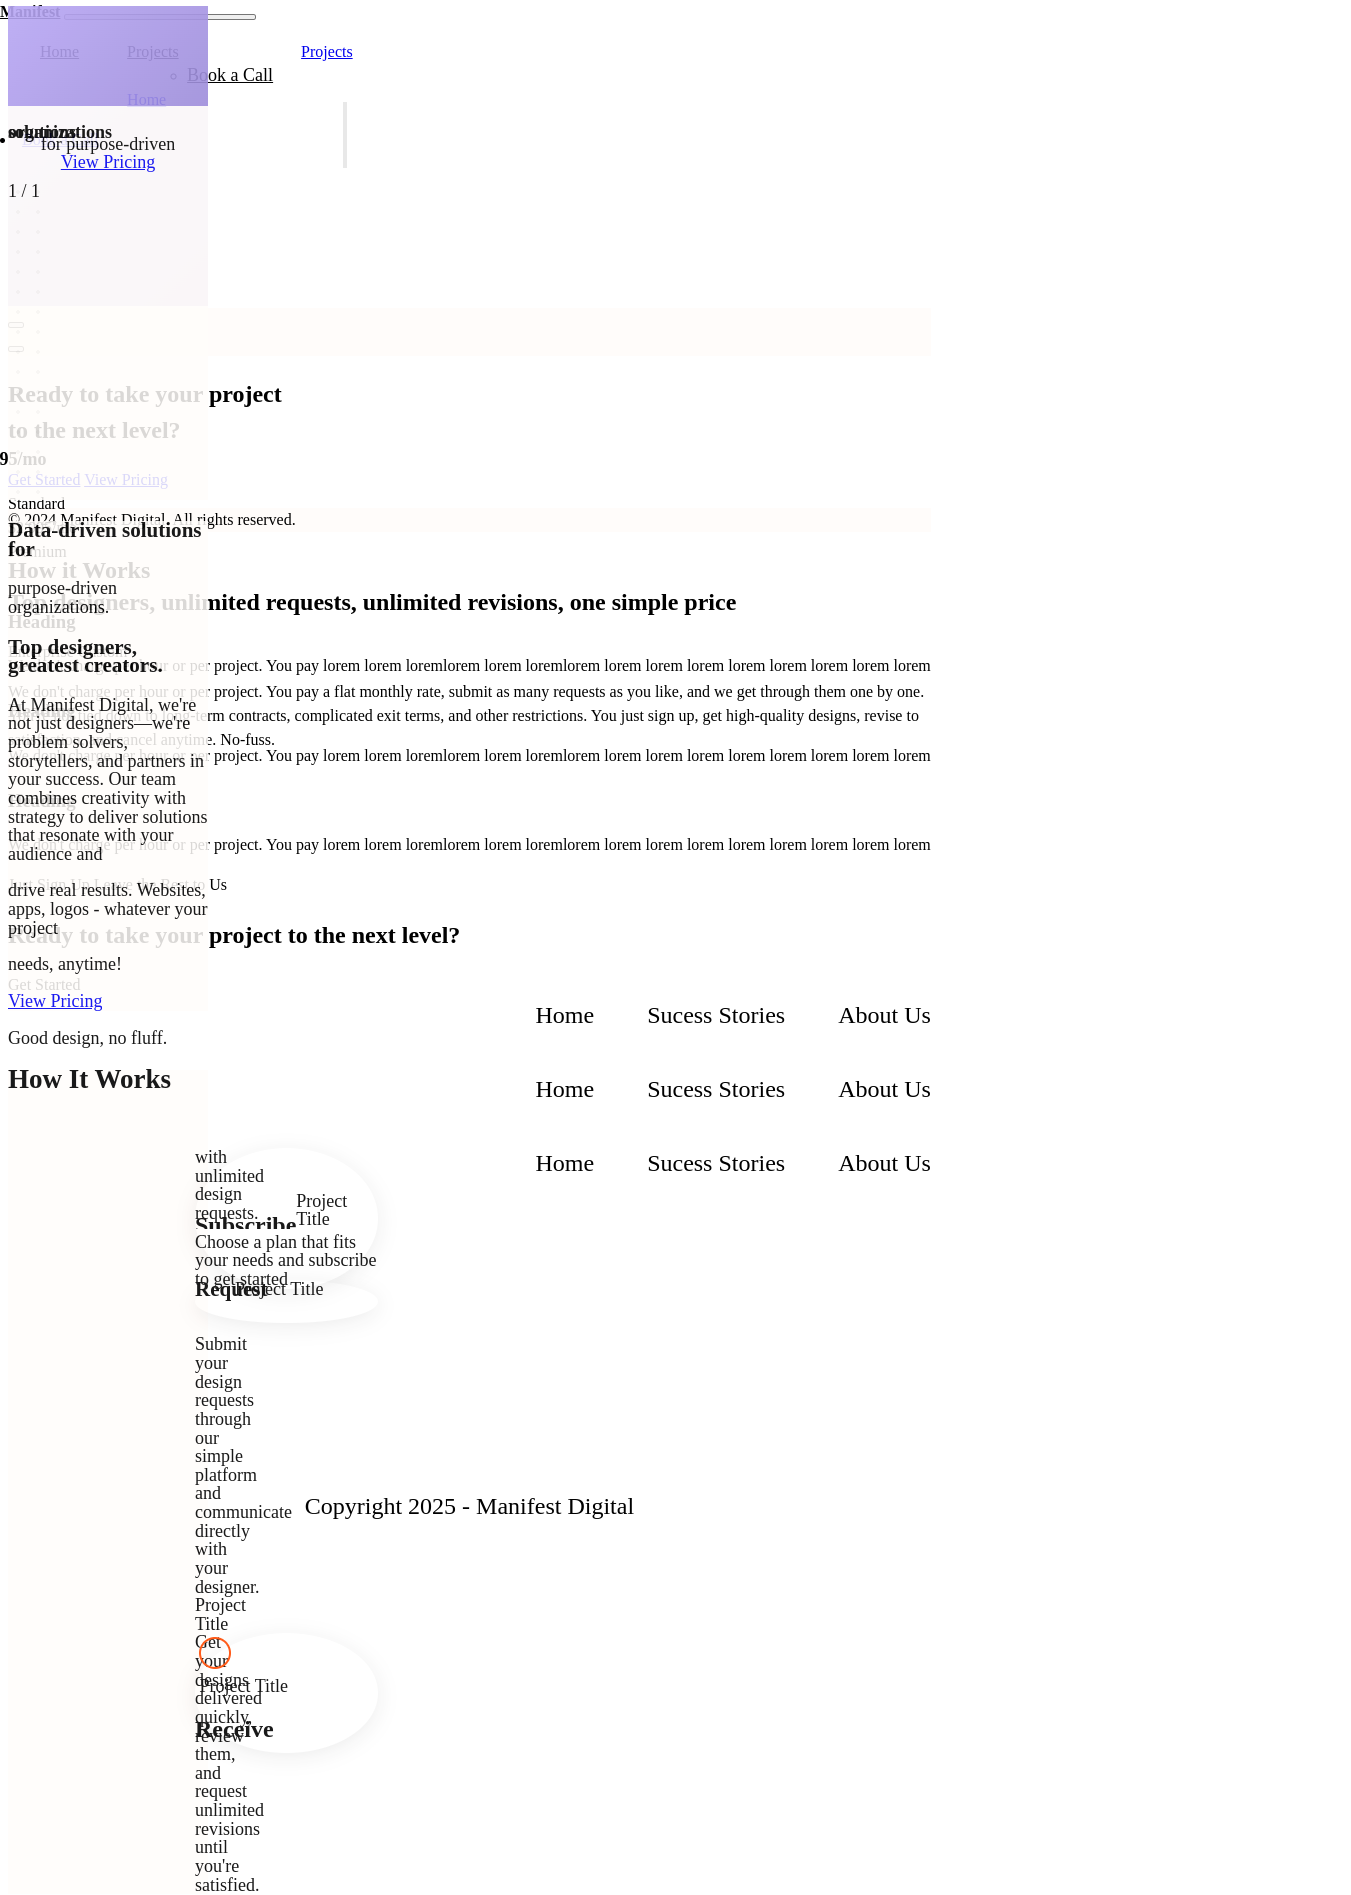 Manifest
Home Projects Projects
Book a Call
Home
solutions
organizations
for purpose-driven
View Pricing
1 / 1
Ready to take your project
to the next level?
95/mo
Get Started View Pricing
Standard
© 2024 Manifest Digital. All rights reserved.
Data-driven solutions
for
How it Works
purpose-driven
organizations.
Top designers, unlimited requests, unlimited revisions, one simple price
Heading
Top designers,
greatest creators.
We don't charge per hour or per project. You pay lorem lorem loremlorem lorem loremlorem lorem lorem lorem lorem lorem lorem lorem lorem
We don't charge per hour or per project. You pay a flat monthly rate, submit as many requests as you like, and we get through them one by one.
to long-term contracts, complicated exit terms, and other restrictions. You just sign up, get high-quality designs, revise to
cancel anytime. No-fuss.
At Manifest Digital, we're
not just designers—we're
problem solvers,
storytellers, and partners in
your success. Our team
combines creativity with
strategy to deliver solutions
that resonate with your
audience and
We don't charge per hour or per project. You pay lorem lorem loremlorem lorem loremlorem lorem lorem lorem lorem lorem lorem lorem lorem
Heading
We don't charge per hour or per project. You pay lorem lorem loremlorem lorem loremlorem lorem lorem lorem lorem lorem lorem lorem lorem
Just Sign Up Leave the Rest to Us
drive real results. Websites,
apps, logos - whatever your
project
Ready to take your project to the next level?
needs, anytime!
Get Started
View Pricing
Good design, no fluff.
How It Works
Home Sucess Stories About Us
Home Sucess Stories About Us
Home Sucess Stories About Us
with
unlimited
design
requests.
Project
Title
Subscribe
Choose a plan that fits
your needs and subscribe
to get started
Request
Project Title
Submit
your
design
requests
through
our
simple
platform
and
communicate
directly
with
your
designer.
Copyright 2025 - Manifest Digital
Project
Title
Get
your
designs
delivered
quickly,
review
them,
and
request
unlimited
revisions
until
you're
satisfied.
Project Title
Receive